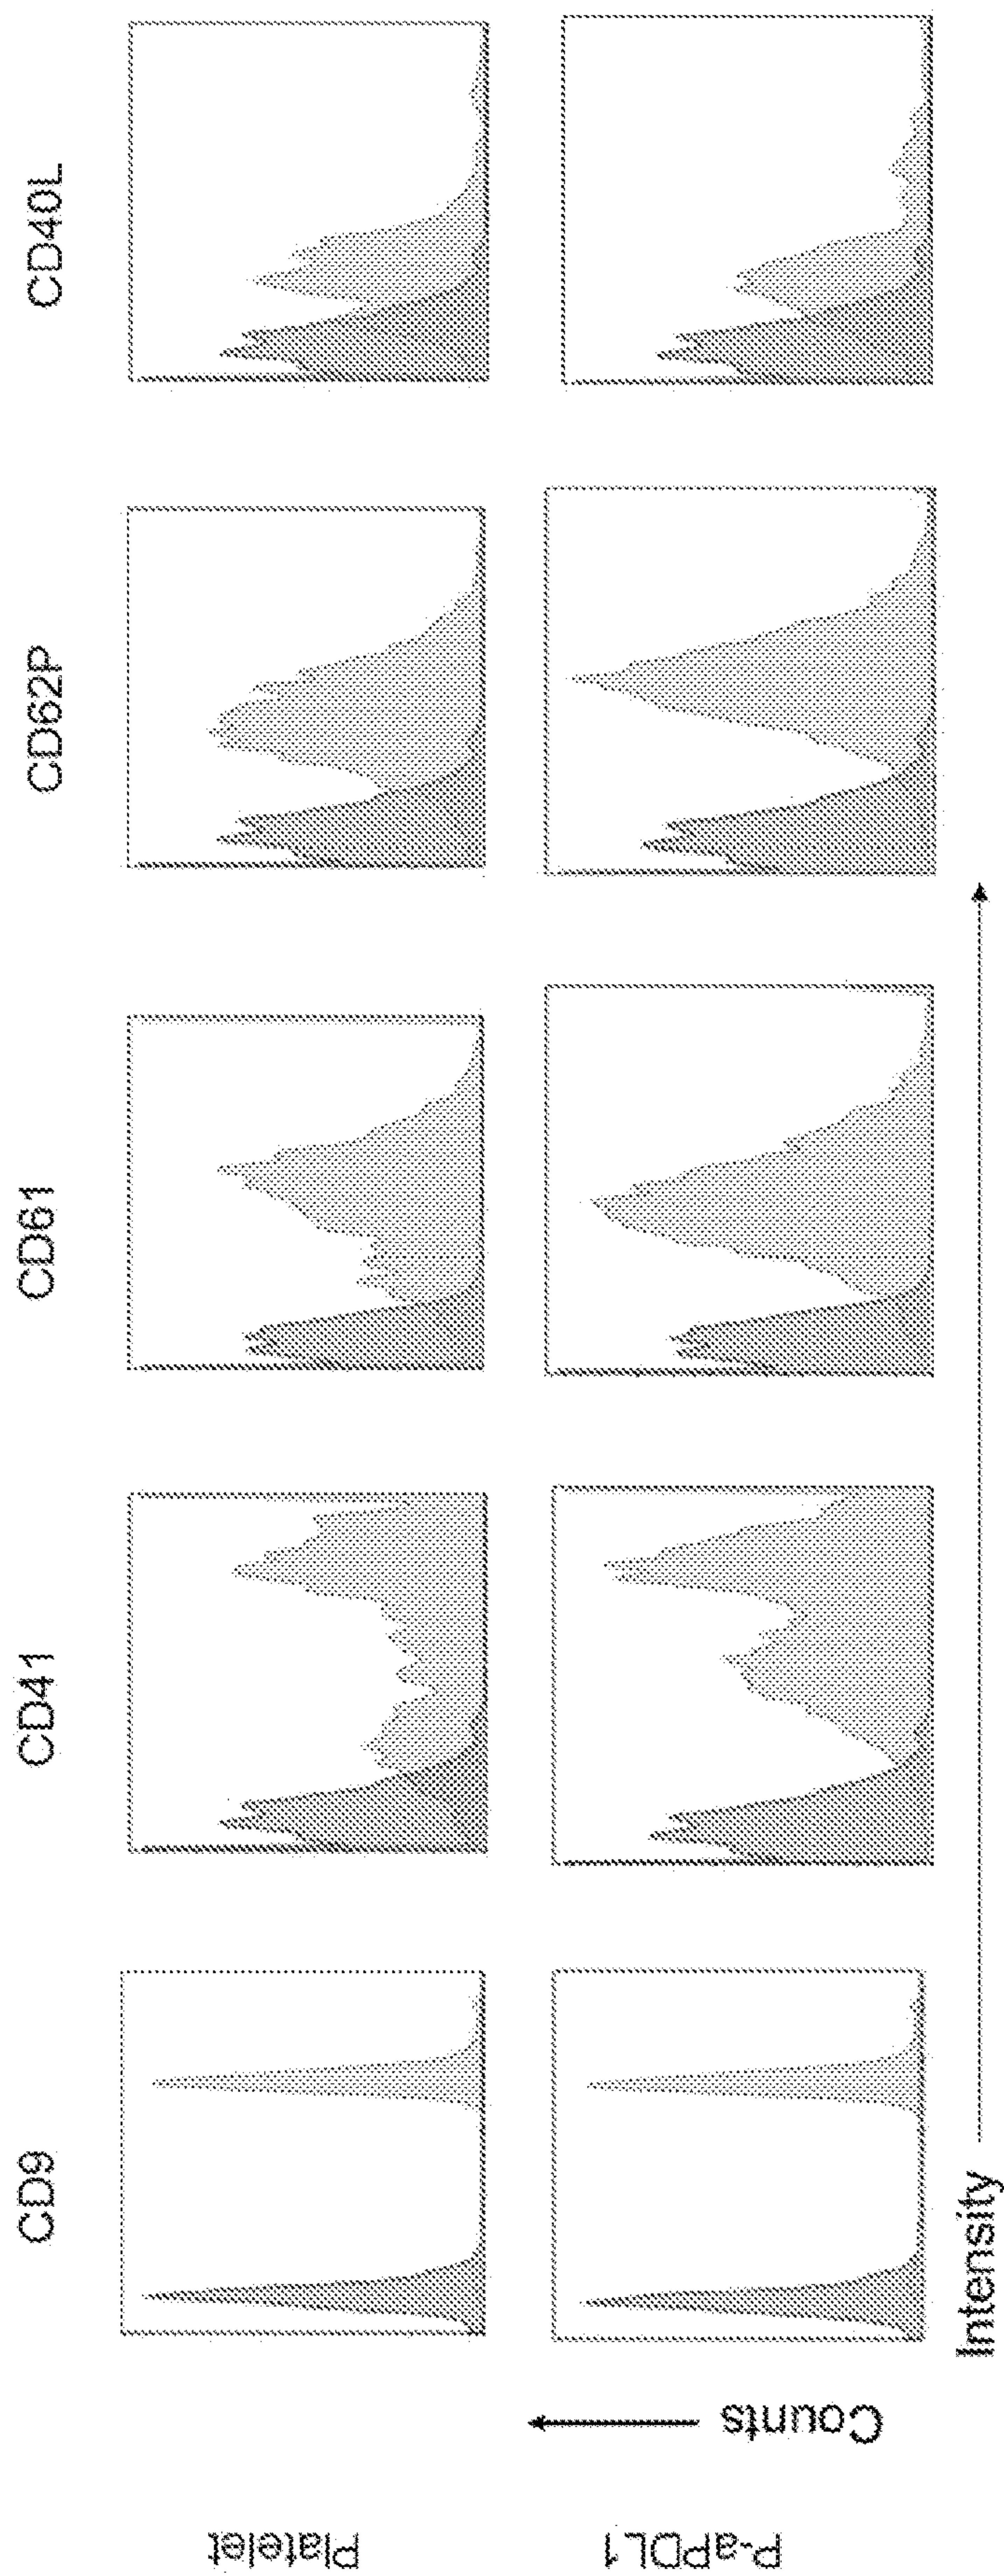 CD9
CD41
CD61
CD62P
CD40L
Platelet
P-aPDL1
Counts
Intensity